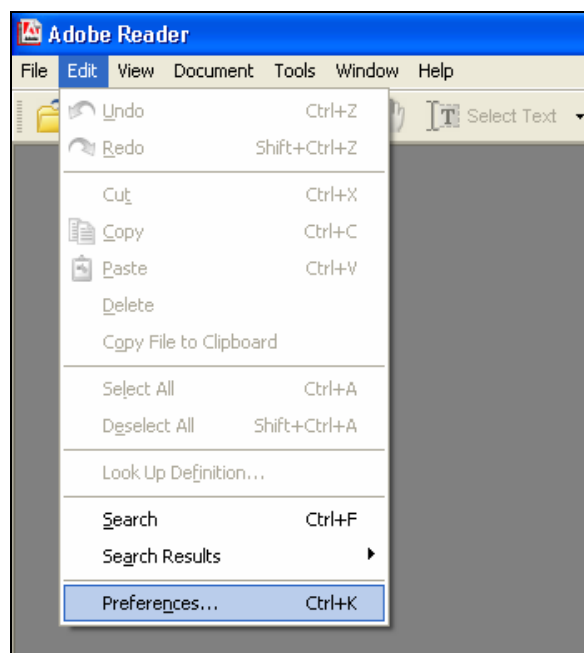 Adobe Reader
File Edit View Document Tools Window Help
Select Text
Undo Ctrl+Z
Redo Shift+Ctrl+Z
Cut Ctrl+X
Copy Ctrl+C
Paste Ctrl+V
Delete
Copy File to Clipboard
Select All Ctrl+A
Deselect All Shift+Ctrl+A
Look Up Definition...
Search Ctrl+F
Search Results
Preferences... Ctrl+K